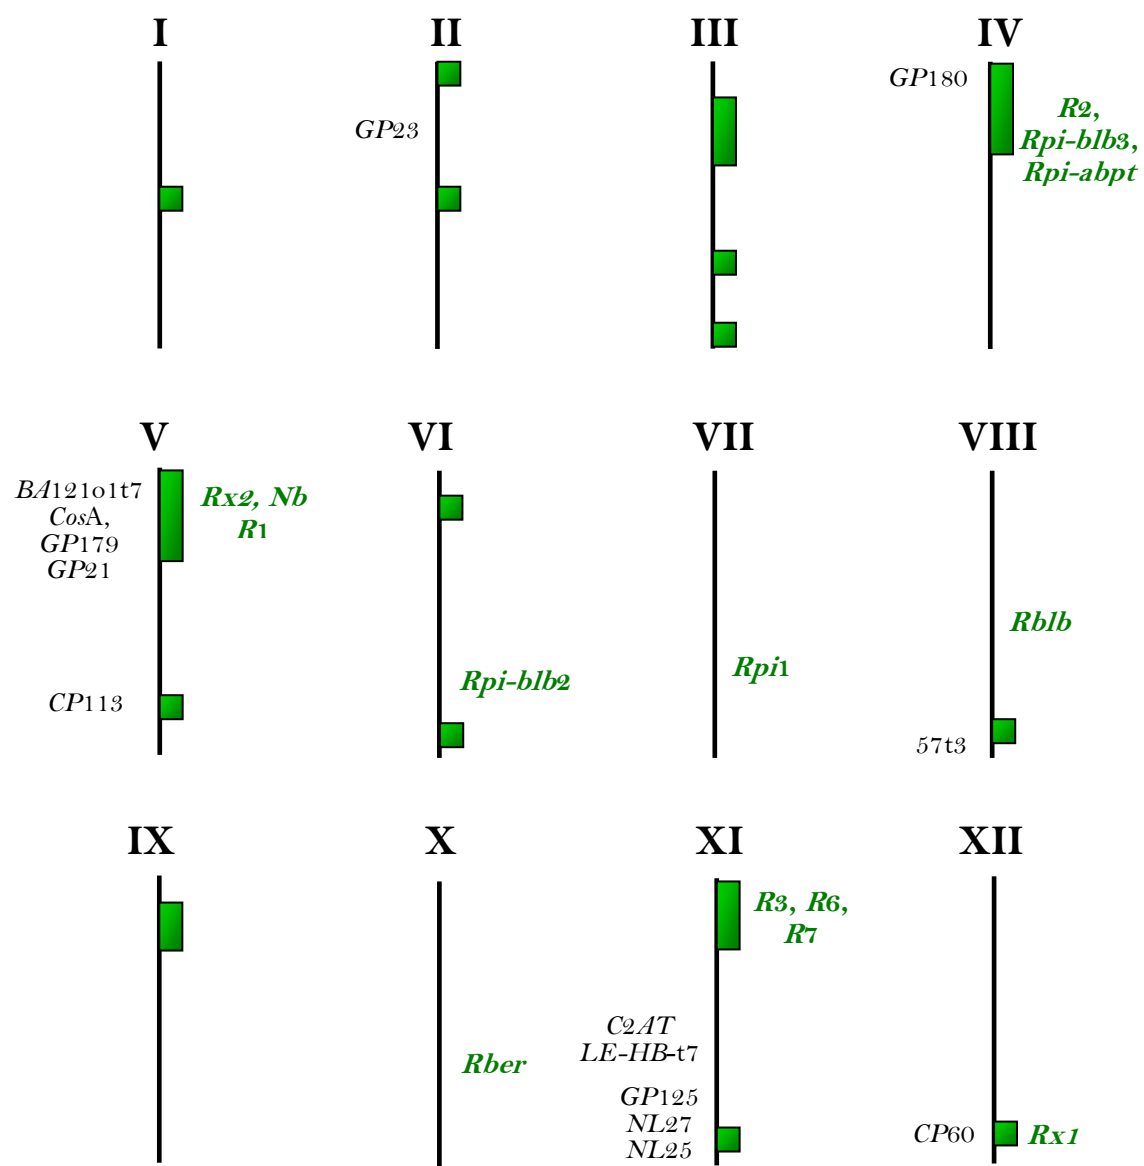 I
II
III
IV
GP23
GP180
R2,
Rpi-blb3,
Rpi-abpt
V
VI
VII
VIII
BA121o1t7
CosA,
GP179
GP21
Rx2, Nb
R1
CP113
Rpi-blb2
Rpi1
Rblb
57t3
IX
X
XI
XII
Rber
R3, R6,
R7
C2AT
LE-HB-t7
GP125
NL27
NL25
CP60
Rx1